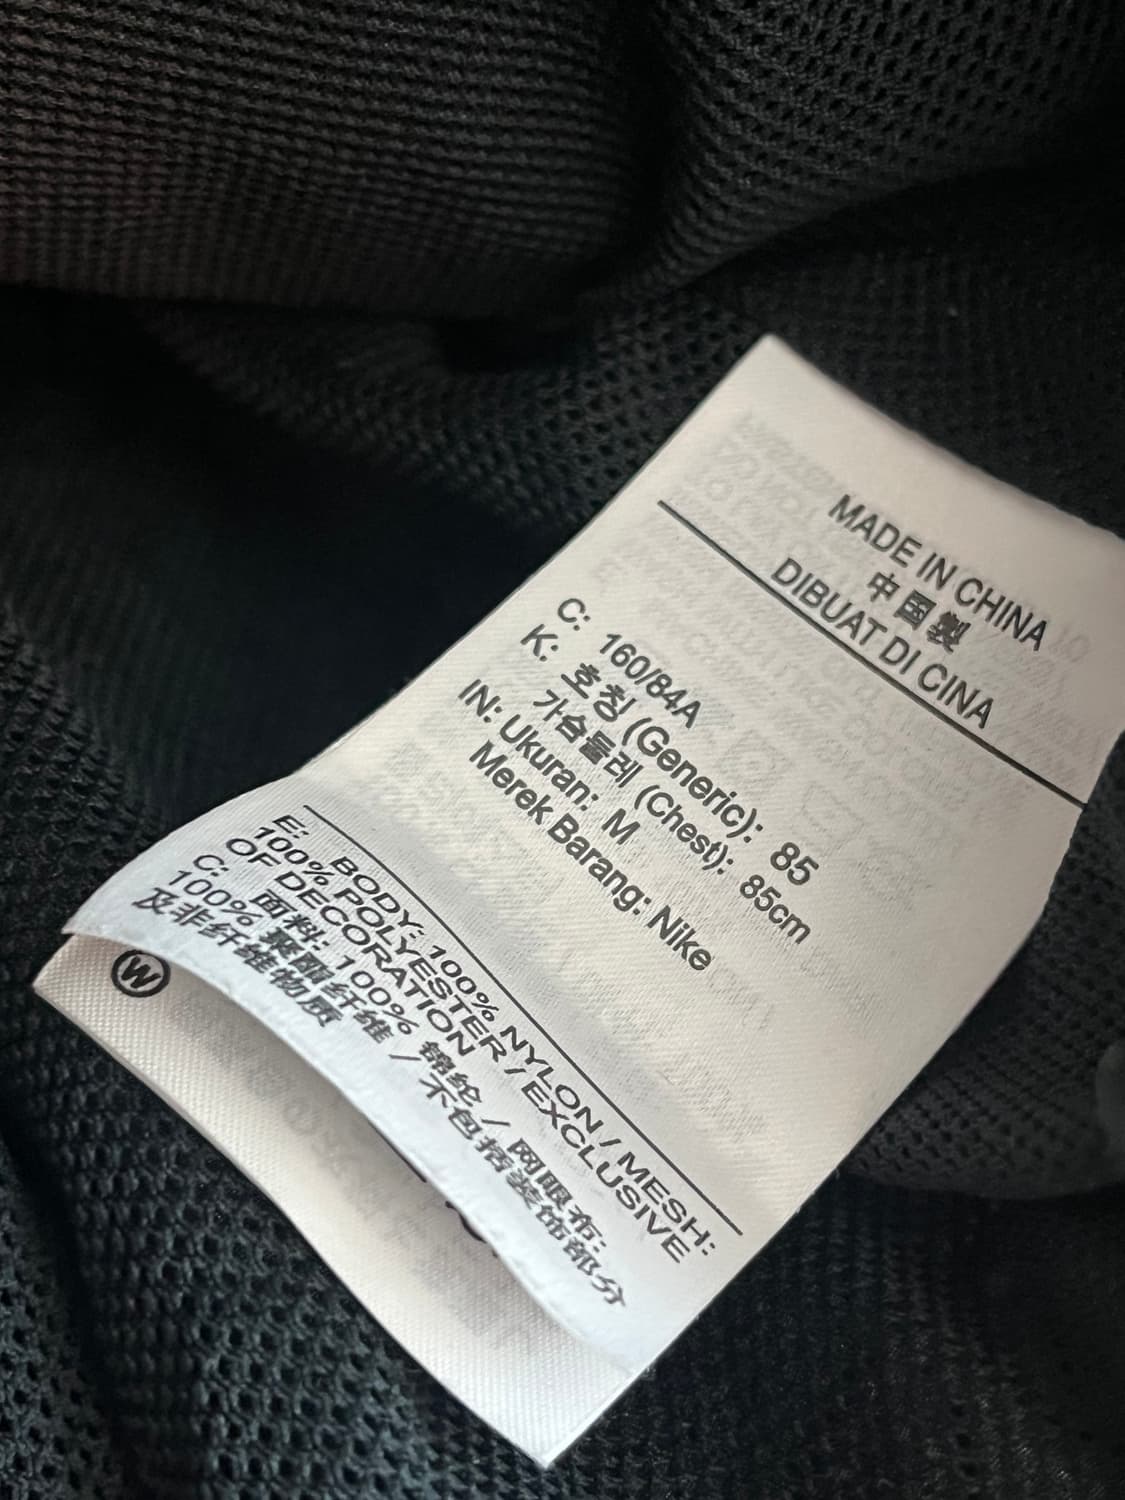 MADE IN CHINA
中国製
DIBUAT DI CINA
C: 160/84A
K: 호칭 (Generic): 85
가슴둘레 (Chest): 85cm
IN: Ukuran: M
Merek Barang: Nike
E: BODY: 100% NYLON / MESH:
100% POLYESTER / EXCLUSIVE
OF DECORATION
C: 面料: 100% 锦纶 / 网眼布:
100% 聚酯纤维 / 不包括装饰部分
及非纤维物质
W